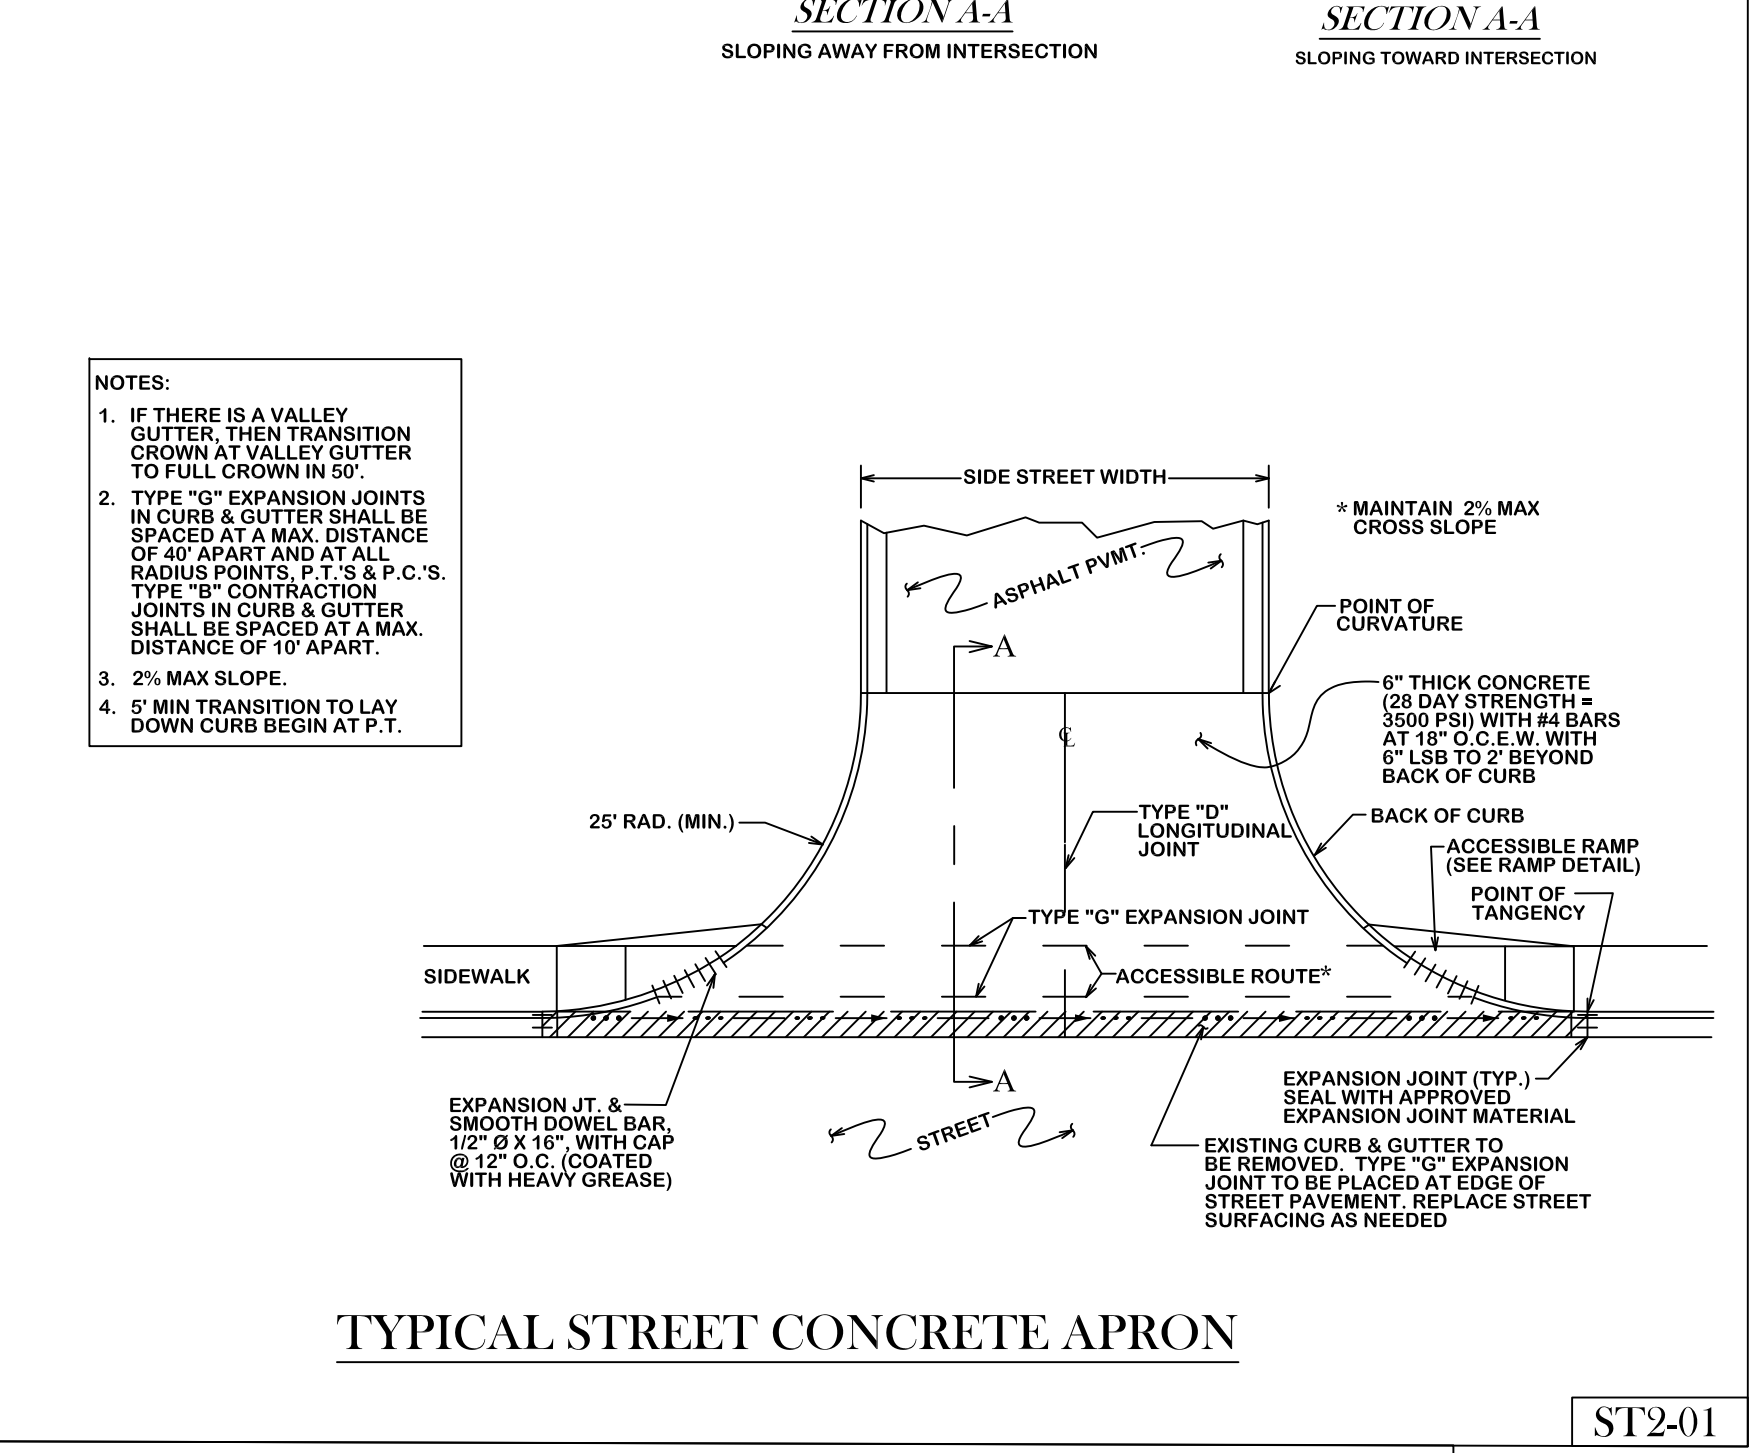 SECTION A-A
SLOPING AWAY FROM INTERSECTION
SECTION A-A
SLOPING TOWARD INTERSECTION
NOTES:
1. IF THERE IS A VALLEY
GUTTER, THEN TRANSITION
CROWN AT VALLEY GUTTER
TO FULL CROWN IN 50'.
2. TYPE "G" EXPANSION JOINTS
IN CURB & GUTTER SHALL BE
SPACED AT A MAX. DISTANCE
OF 40' APART AND AT ALL
RADIUS POINTS, P.T.'S & P.C.'S.
TYPE "B" CONTRACTION
JOINTS IN CURB & GUTTER
SHALL BE SPACED AT A MAX.
DISTANCE OF 10' APART.
3. 2% MAX SLOPE.
4. 5' MIN TRANSITION TO LAY
DOWN CURB BEGIN AT P.T.
SIDE STREET WIDTH
* MAINTAIN 2% MAX
CROSS SLOPE
ASPHALT PVMT.
POINT OF
CURVATURE
A
6" THICK CONCRETE
(28 DAY STRENGTH =
3500 PSI) WITH #4 BARS
AT 18" O.C.E.W. WITH
6" LSB TO 2' BEYOND
BACK OF CURB
℄
25' RAD. (MIN.)
TYPE "D"
LONGITUDINAL
JOINT
BACK OF CURB
ACCESSIBLE RAMP
(SEE RAMP DETAIL)
POINT OF
TANGENCY
TYPE "G" EXPANSION JOINT
SIDEWALK
ACCESSIBLE ROUTE*
A
EXPANSION JT. &
SMOOTH DOWEL BAR,
1/2" Ø X 16", WITH CAP
@ 12" O.C. (COATED
WITH HEAVY GREASE)
STREET
EXPANSION JOINT (TYP.)
SEAL WITH APPROVED
EXPANSION JOINT MATERIAL
EXISTING CURB & GUTTER TO
BE REMOVED. TYPE "G" EXPANSION
JOINT TO BE PLACED AT EDGE OF
STREET PAVEMENT. REPLACE STREET
SURFACING AS NEEDED
TYPICAL STREET CONCRETE APRON
ST2-01